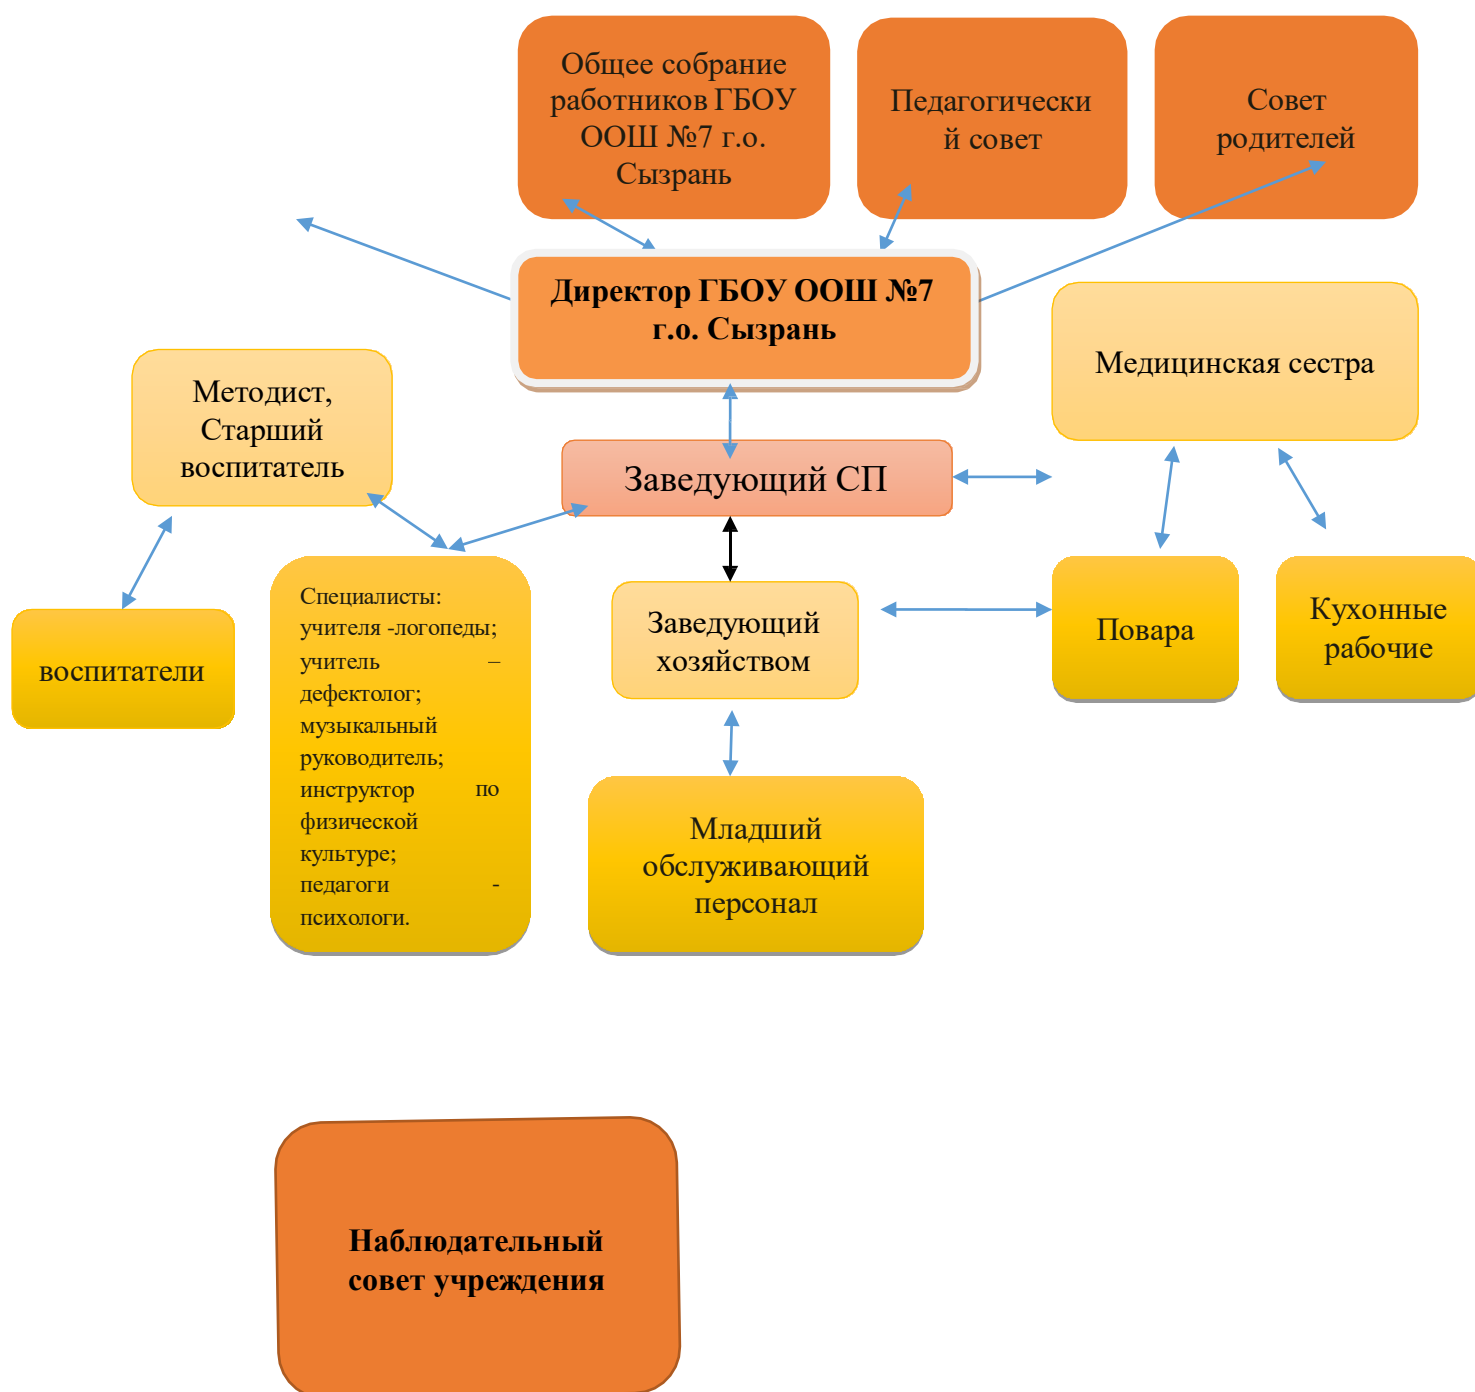 Общее собрание
работников ГБОУ
ООШ №7 г.о.
Сызрань
Педагогически
й совет
Совет
родителей
Директор ГБОУ ООШ №7
г.о. Сызрань
Медицинская сестра
Методист,
Старший
воспитатель
Заведующий СП
Специалисты:
учителя -логопеды;
учитель –
дефектолог;
музыкальный
руководитель;
инструктор по
физической
культуре;
педагоги -
психологи.
воспитатели
Заведующий
хозяйством
Повара
Кухонные
рабочие
Младший
обслуживающий
персонал
Наблюдательный
совет учреждения